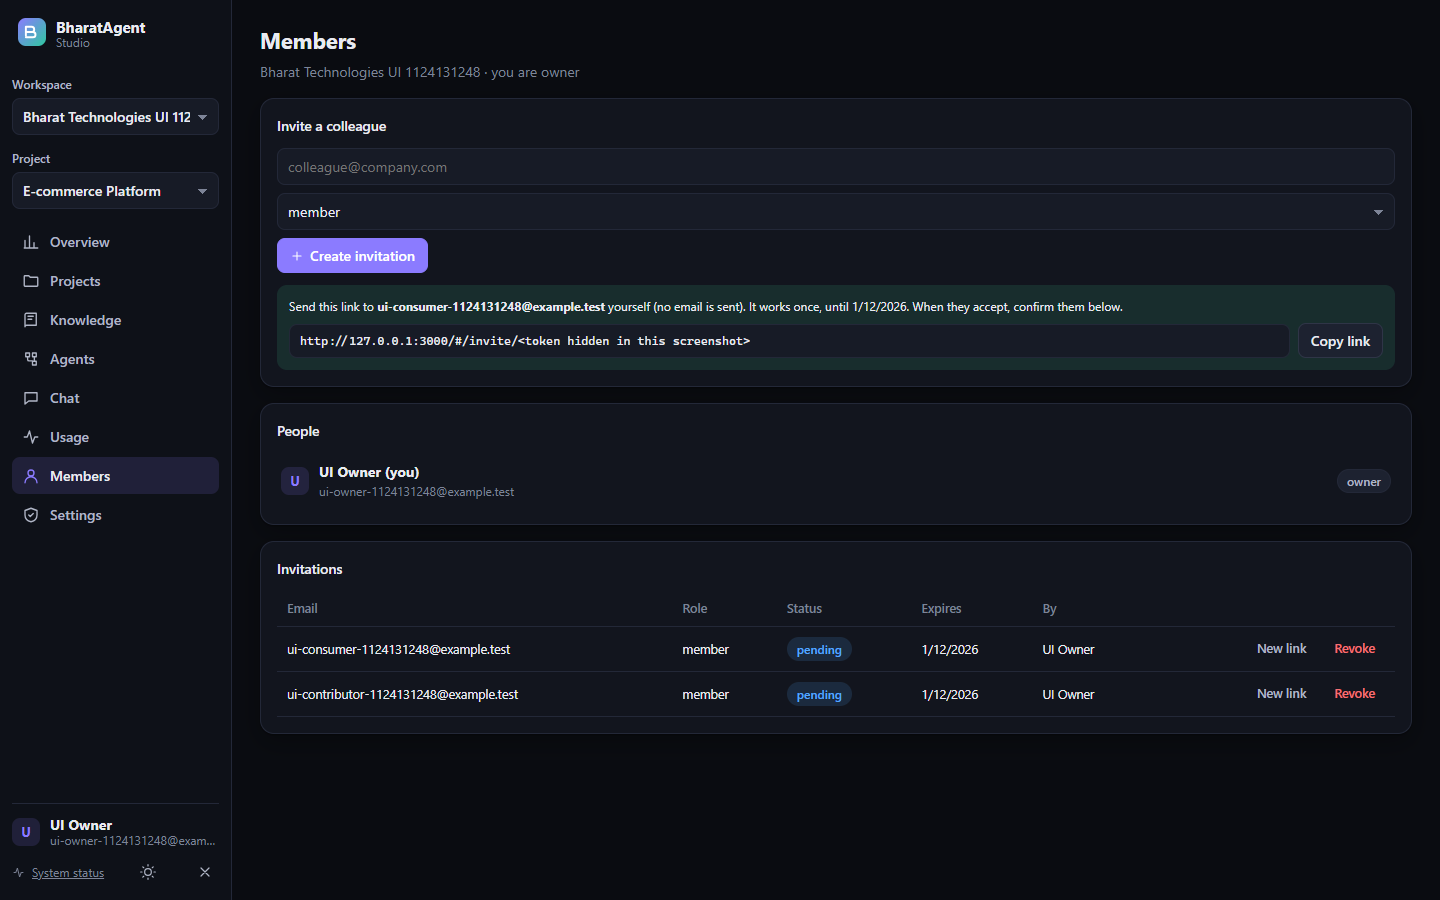 BharatAgent
Studio
Workspace
Bharat Technologies UI 112
Project
E-commerce Platform
Overview
Projects
Knowledge
Agents
Chat
Usage
Members
Settings
UI Owner
ui-owner-1124131248@exam...
System status
Members
Bharat Technologies UI 1124131248 · you are owner
Invite a colleague
colleague@company.com
member
+ Create invitation
Send this link to ui-consumer-1124131248@example.test yourself (no email is sent). It works once, until 1/12/2026. When they accept, confirm them below.
http://127.0.0.1:3000/#/invite/<token hidden in this screenshot> Copy link
People
U UI Owner (you)
ui-owner-1124131248@example.test
owner
Invitations
Email Role Status Expires By
ui-consumer-1124131248@example.test member pending 1/12/2026 UI Owner New link Revoke
ui-contributor-1124131248@example.test member pending 1/12/2026 UI Owner New link Revoke